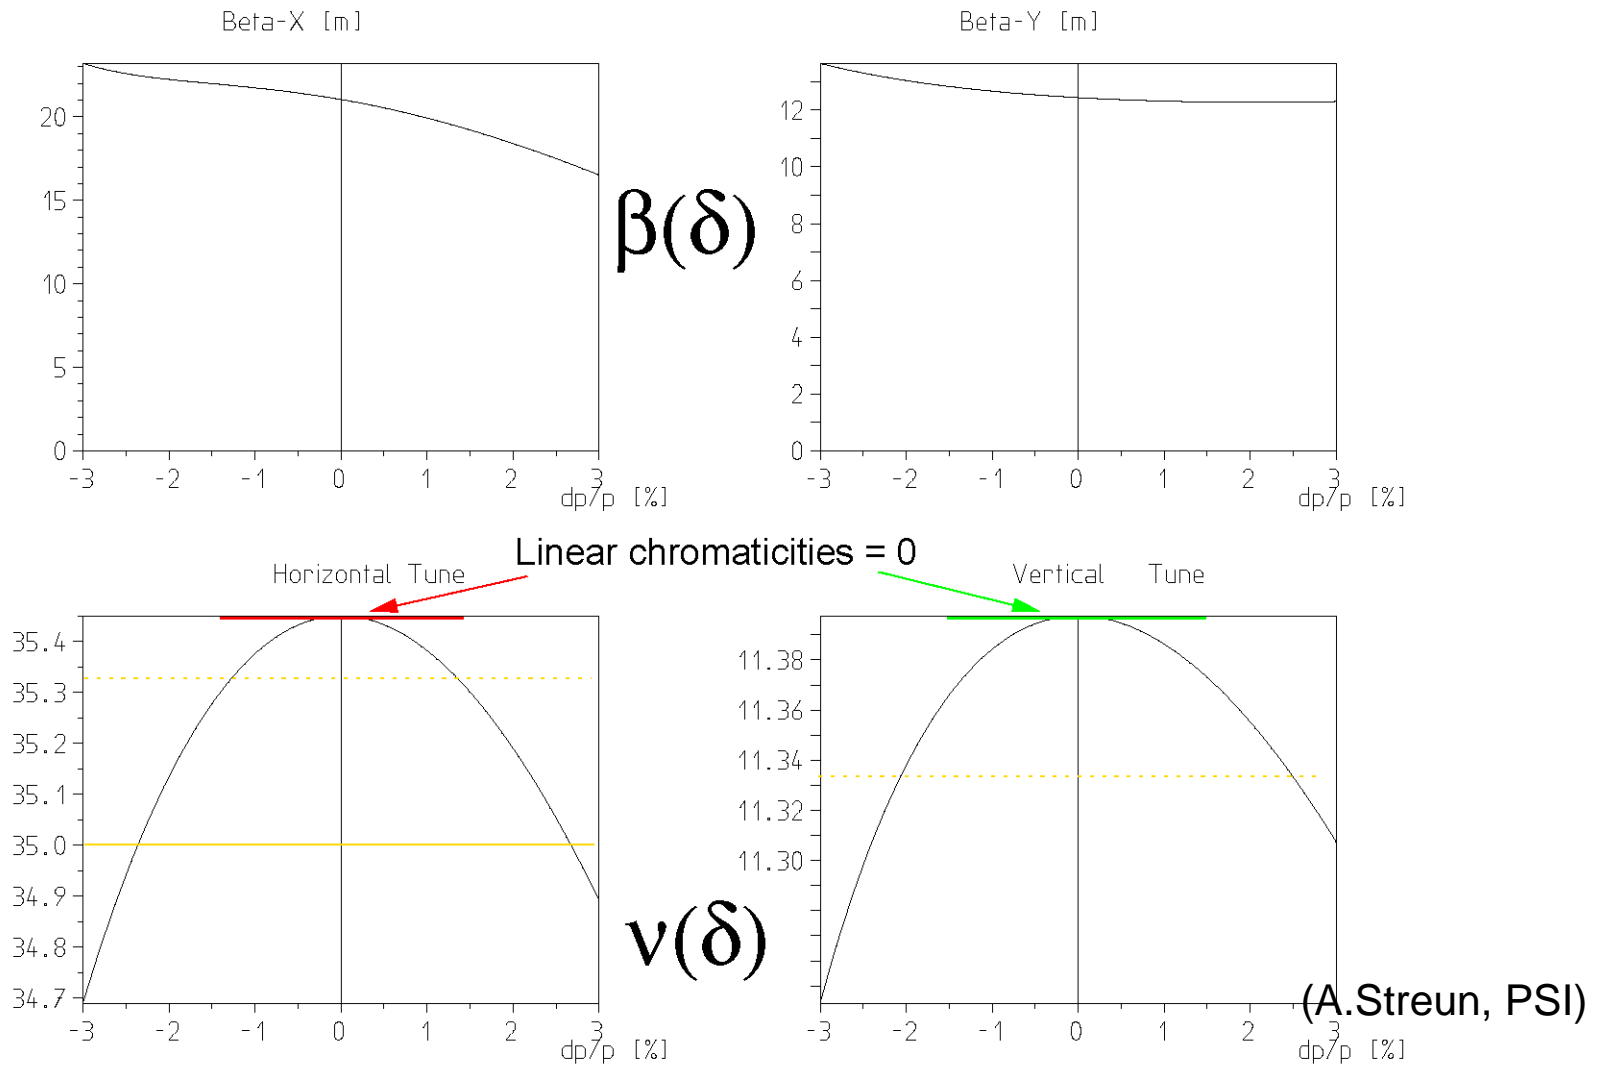 Beta-X [m]
Beta-Y [m]
20
15
10
5
0
-3 -2 -1 0 1 2 3
dp/p [%]
β(δ)
12
10
8
6
4
2
0
-3 -2 -1 0 1 2 3
dp/p [%]
Linear chromaticities = 0
Horizontal Tune
Vertical Tune
35.4
35.3
35.2
35.1
35.0
34.9
34.8
34.7
-3 -2 -1 0 1 2 3
dp/p [%]
ν(δ)
11.38
11.36
11.34
11.32
11.30
-3 -2 -1 0 1 2 3
dp/p [%]
(A.Streun, PSI)